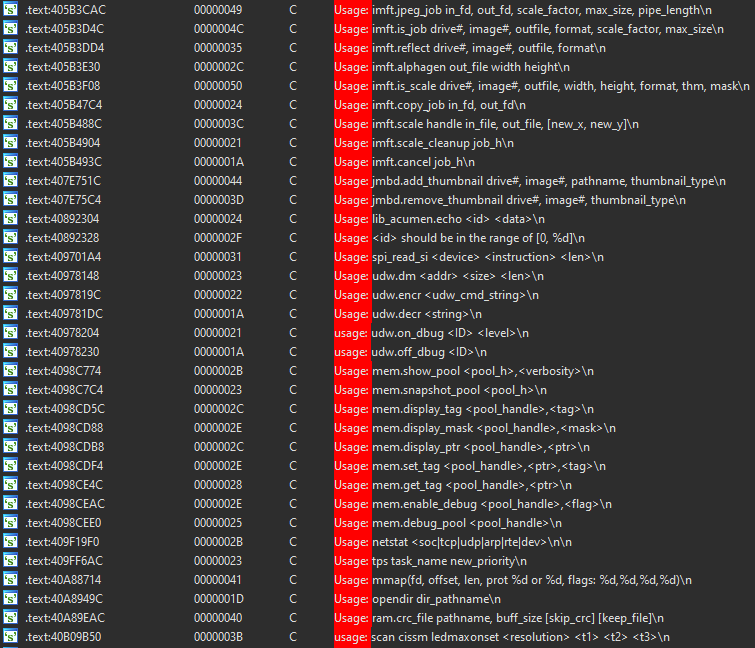 's' .text:405B3CAC 00000049 C Usage: imft.jpeg_job in_fd, out_fd, scale_factor, max_size, pipe_length\n
's' .text:405B3D4C 0000004C C Usage: imft.is_job drive#, image#, outfile, format, scale_factor, max_size\n
's' .text:405B3DD4 00000035 C Usage: imft.reflect drive#, image#, outfile, format\n
's' .text:405B3E30 0000002C C Usage: imft.alphagen out_file width height\n
's' .text:405B3F08 00000050 C Usage: imft.is_scale drive#, image#, outfile, width, height, format, thm, mask\n
's' .text:405B47C4 00000024 C Usage: imft.copy_job in_fd, out_fd\n
's' .text:405B488C 0000003C C Usage: imft.scale handle in_file, out_file, [new_x, new_y]\n
's' .text:405B4904 00000021 C Usage: imft.scale_cleanup job_h\n
's' .text:405B493C 0000001A C Usage: imft.cancel job_h\n
's' .text:407E751C 00000044 C Usage: jmbd.add_thumbnail drive#, image#, pathname, thumbnail_type\n
's' .text:407E75C4 0000003D C Usage: jmbd.remove_thumbnail drive#, image#, thumbnail_type\n
's' .text:40892304 00000024 C Usage: lib_acumen.echo <id> <data>\n
's' .text:40892328 0000002F C Usage: <id> should be in the range of [0, %d]\n
's' .text:409701A4 00000031 C Usage: spi_read_si <device> <instruction> <len>\n
's' .text:40978148 00000023 C Usage: udw.dm <addr> <size> <len>\n
's' .text:4097819C 00000022 C Usage: udw.encr <udw_cmd_string>\n
's' .text:409781DC 0000001A C Usage: udw.decr <string>\n
's' .text:40978204 00000021 C usage: udw.on_dbug <ID> <level>\n
's' .text:40978230 0000001A C usage: udw.off_dbug <ID>\n
's' .text:4098C774 0000002B C Usage: mem.show_pool <pool_h>,<verbosity>\n
's' .text:4098C7C4 00000023 C Usage: mem.snapshot_pool <pool_h>\n
's' .text:4098CD5C 0000002C C Usage: mem.display_tag <pool_handle>,<tag>\n
's' .text:4098CD88 0000002E C Usage: mem.display_mask <pool_handle>,<mask>\n
's' .text:4098CDB8 0000002C C Usage: mem.display_ptr <pool_handle>,<ptr>\n
's' .text:4098CDF4 0000002E C Usage: mem.set_tag <pool_handle>,<ptr>,<tag>\n
's' .text:4098CE4C 00000028 C Usage: mem.get_tag <pool_handle>,<ptr>\n
's' .text:4098CEAC 0000002E C Usage: mem.enable_debug <pool_handle>,<flag>\n
's' .text:4098CEE0 00000025 C Usage: mem.debug_pool <pool_handle>\n
's' .text:409F19F0 0000002B C Usage: netstat <soc|tcp|udp|arp|rte|dev>\n\n
's' .text:409FF6AC 00000023 C Usage: tps task_name new_priority\n
's' .text:40A88714 00000041 C Usage: mmap(fd, offset, len, prot %d or %d, flags: %d,%d,%d,%d)\n
's' .text:40A8949C 0000001D C Usage: opendir dir_pathname\n
's' .text:40A89EAC 00000040 C Usage: ram.crc_file pathname, buff_size [skip_crc] [keep_file]\n
's' .text:40B09B50 0000003B C usage: scan cissm ledmaxonset <resolution> <t1> <t2> <t3>\n